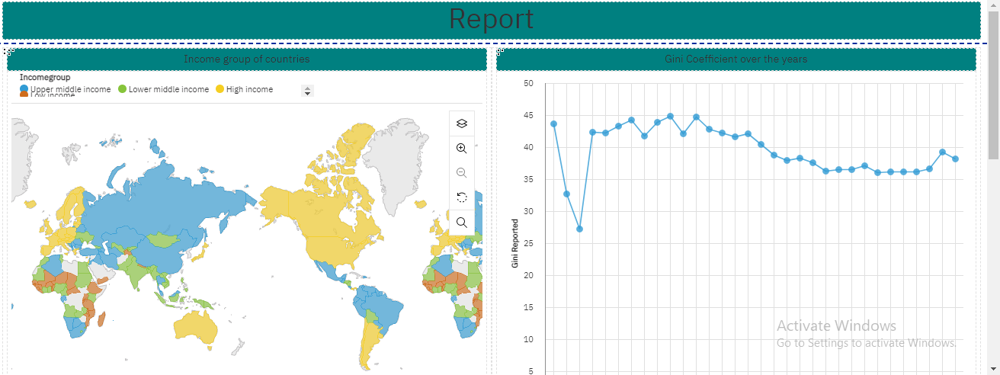 Report
Income group of countries
Incomegroup
Upper middle income
Lower middle income
High income
Low income
Gini Coefficient over the years
Gini Reported
50
45
40
35
30
25
20
15
10
5
Activate Windows
Go to Settings to activate Windows.